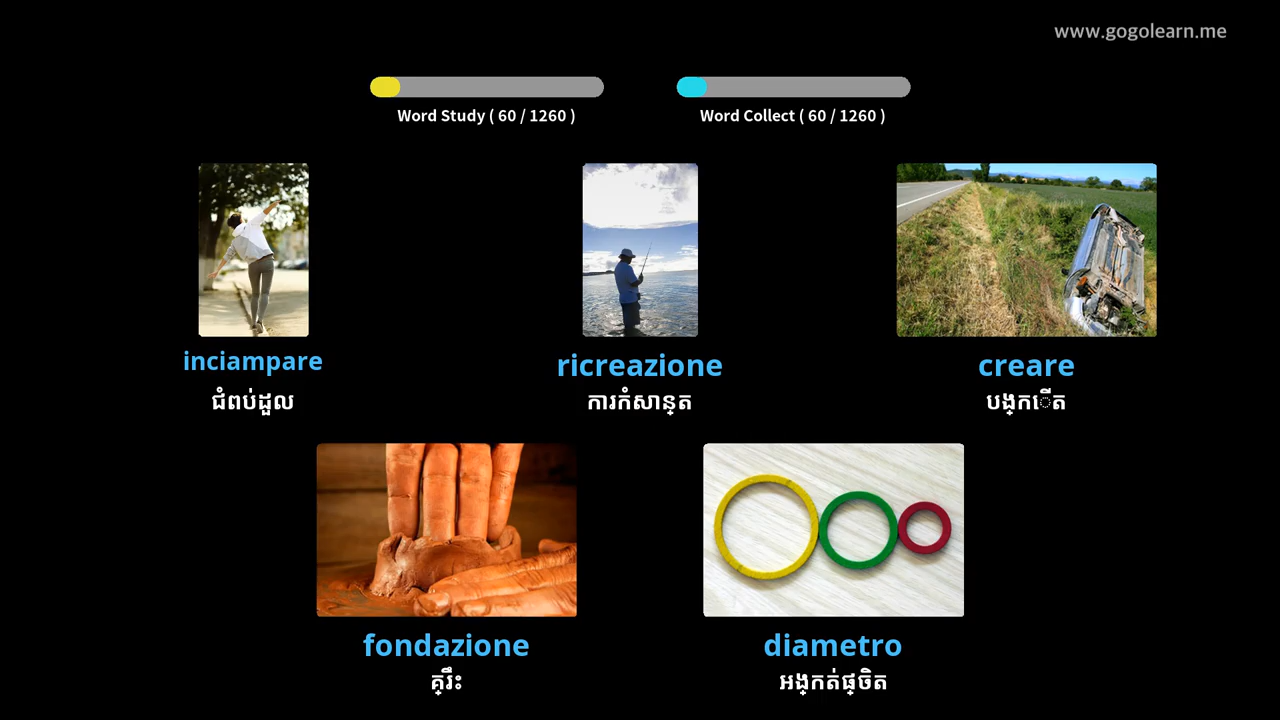 www.gogolearn.me
Word Study ( 60 / 1260 )
Word Collect ( 60 / 1260 )
inciampare
ជំពប់ដួល
ricreazione
ការកំសាន្ត
creare
បង្កើត
fondazione
គ្រឹះ
diametro
អង្កត់ផ្ចិត